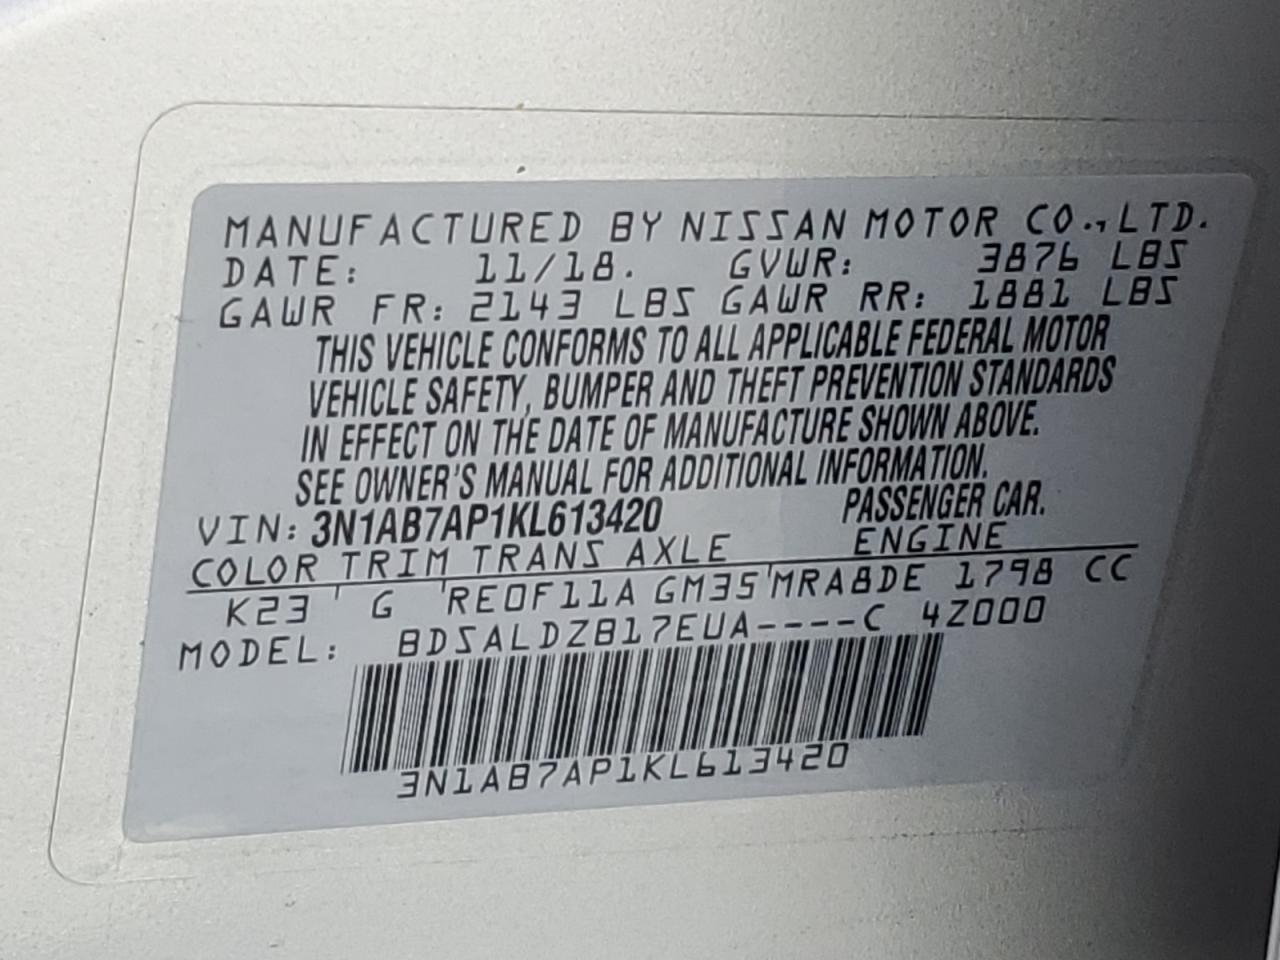 MANUFACTURED BY NISSAN MOTOR CO., LTD.
DATE: 11/18. GVWR: 3876 LBS
GAWR FR: 2143 LBS GAWR RR: 1881 LBS
THIS VEHICLE CONFORMS TO ALL APPLICABLE FEDERAL MOTOR
VEHICLE SAFETY, BUMPER AND THEFT PREVENTION STANDARDS
IN EFFECT ON THE DATE OF MANUFACTURE SHOWN ABOVE.
SEE OWNER'S MANUAL FOR ADDITIONAL INFORMATION.
VIN: 3N1AB7AP1KL613420 PASSENGER CAR.
COLOR TRIM TRANS AXLE ENGINE
K23 G RE0F11A GM35 MRA8DE 1798 CC
MODEL: BDSALDZB17EUA----C 4Z000
3N1AB7AP1KL613420